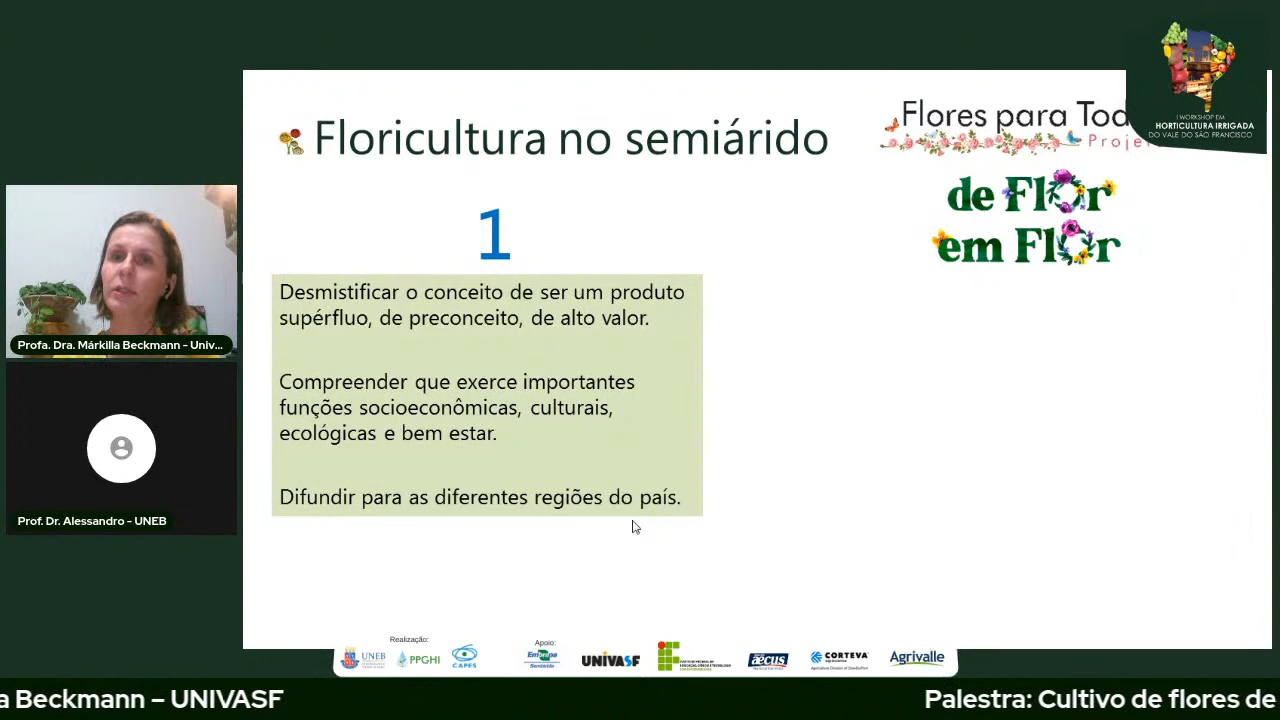 Floricultura no semiárido
Flores para Tod
Projet
de Flor
em Flor
I WORKSHOP EM
HORTICULTURA IRRIGADA
DO VALE DO SÃO FRANCISCO
1
Desmistificar o conceito de ser um produto
supérfluo, de preconceito, de alto valor.
Compreender que exerce importantes
funções socioeconômicas, culturais,
ecológicas e bem estar.
Difundir para as diferentes regiões do país.
Profa. Dra. Márkilla Beckmann – Univ...
Prof. Dr. Alessandro – UNEB
Realização:
UNEB
PPGHI
CAPES
Apoio:
Embrapa
Semiárido
UNIVASF
æcus
CORTEVA
Agrivalle
a Beckmann – UNIVASF
Palestra: Cultivo de flores de